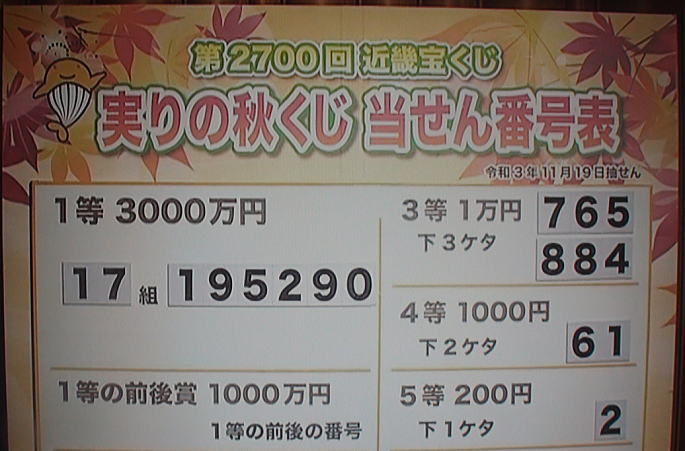 第2700回 近畿宝くじ
実りの秋くじ 当せん番号表
令和3年11月19日抽せん
1等 3000万円
17組 195290
1等の前後賞 1000万円
1等の前後の番号
3等 1万円 765
下3ケタ
884
4等 1000円
下2ケタ 61
5等 200円
下1ケタ 2